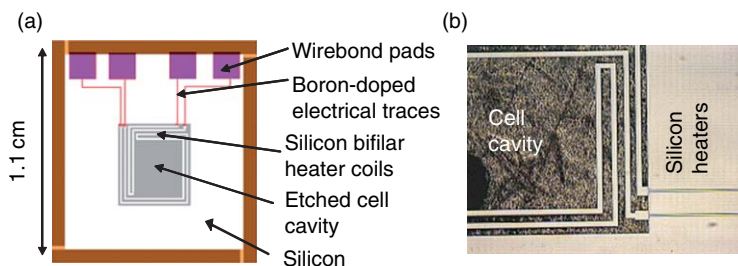 (a)
1.1 cm
Wirebond pads
Boron-doped
electrical traces
Silicon bifilar
heater coils
Etched cell
cavity
Silicon
(b)
Cell
cavity
Silicon
heaters